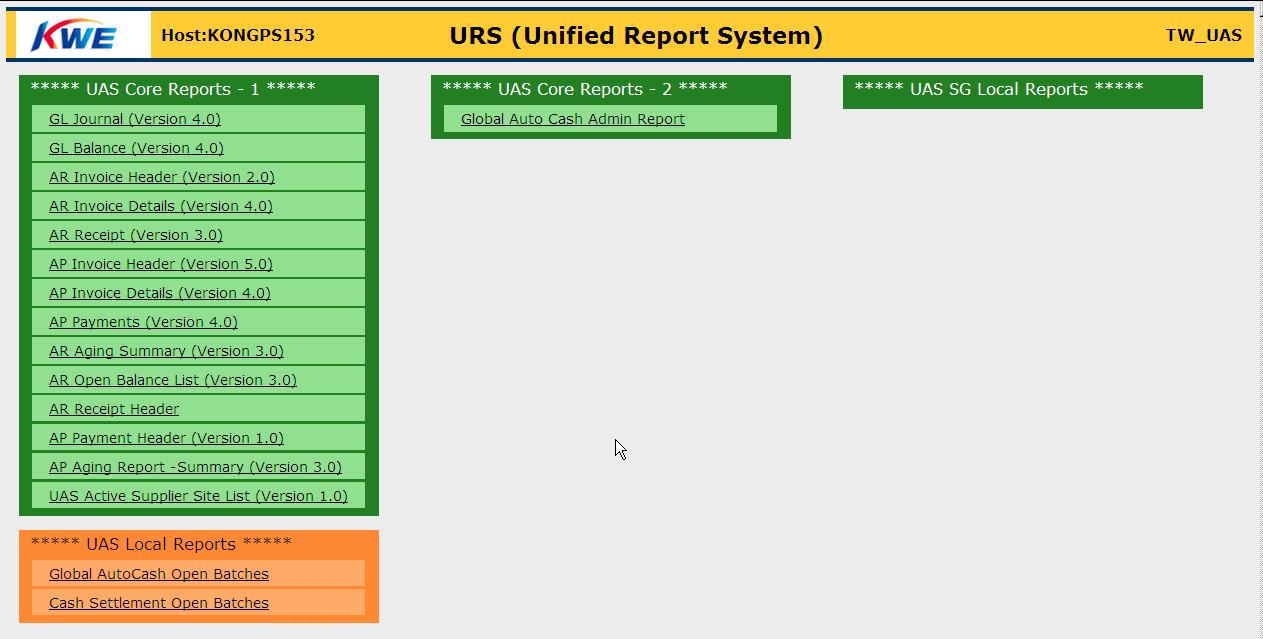 KWE
Host:KONGPS153
URS (Unified Report System)
TW_UAS
***** UAS Core Reports - 1 *****
GL Journal (Version 4.0)
GL Balance (Version 4.0)
AR Invoice Header (Version 2.0)
AR Invoice Details (Version 4.0)
AR Receipt (Version 3.0)
AP Invoice Header (Version 5.0)
AP Invoice Details (Version 4.0)
AP Payments (Version 4.0)
AR Aging Summary (Version 3.0)
AR Open Balance List (Version 3.0)
AR Receipt Header
AP Payment Header (Version 1.0)
AP Aging Report -Summary (Version 3.0)
UAS Active Supplier Site List (Version 1.0)
***** UAS Local Reports *****
Global AutoCash Open Batches
Cash Settlement Open Batches
***** UAS Core Reports - 2 *****
Global Auto Cash Admin Report
***** UAS SG Local Reports *****